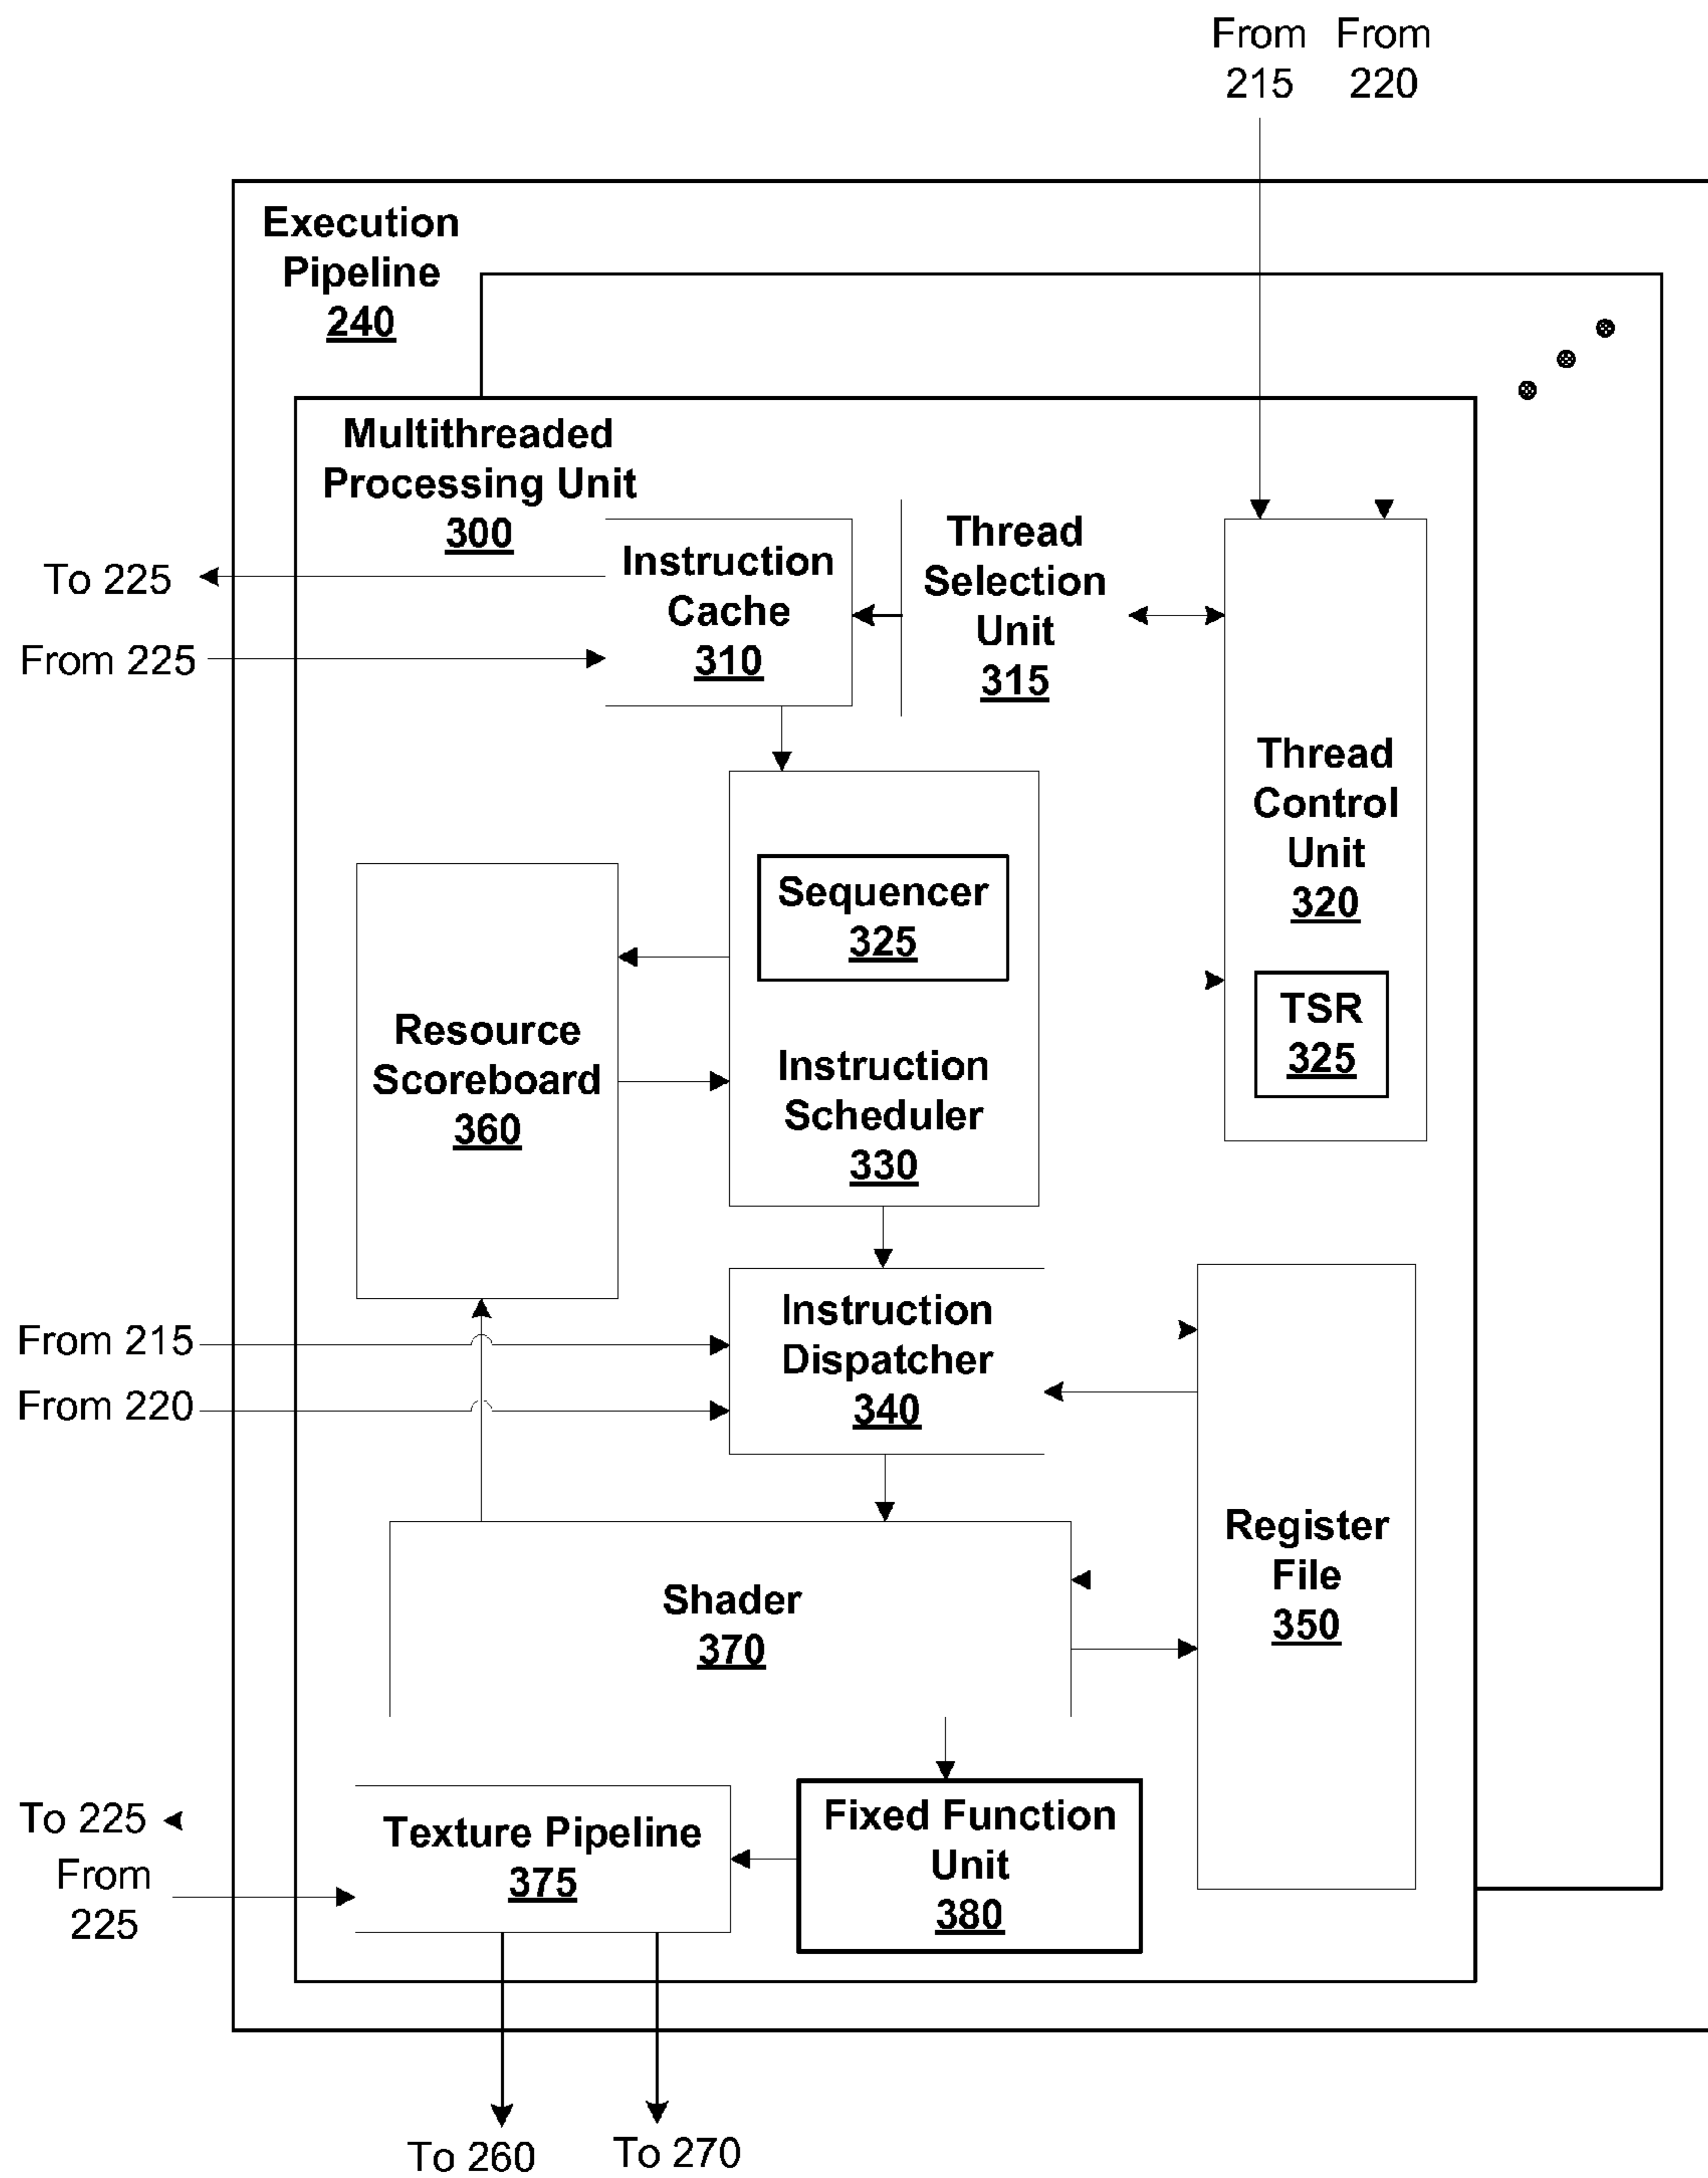 From From
215 220
Execution
Pipeline
240
Multithreaded
Processing Unit
300
Instruction
Cache
310
Thread
Selection
Unit
315
To 225
From 225
Thread
Control
Unit
320
TSR
325
Sequencer
325
Instruction
Scheduler
330
Resource
Scoreboard
360
From 215
From 220
Instruction
Dispatcher
340
Register
File
350
Shader
370
To 225
From
225
Texture Pipeline
375
Fixed Function
Unit
380
To 260
To 270